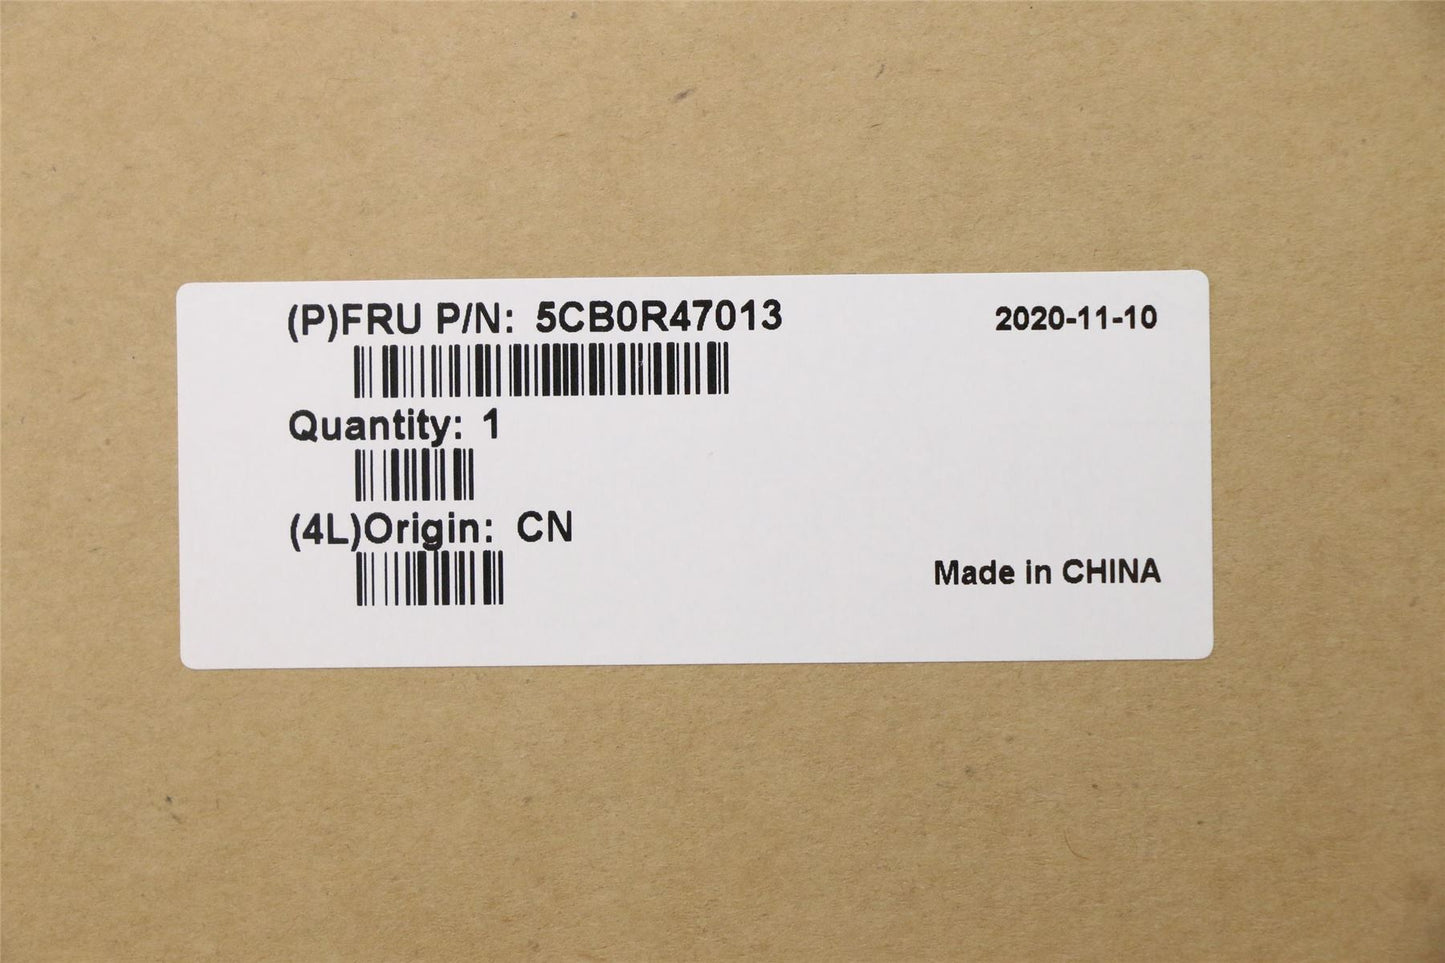 (P)FRU P/N: 5CB0R47013
2020-11-10
Quantity: 1
(4L)Origin: CN
Made in CHINA